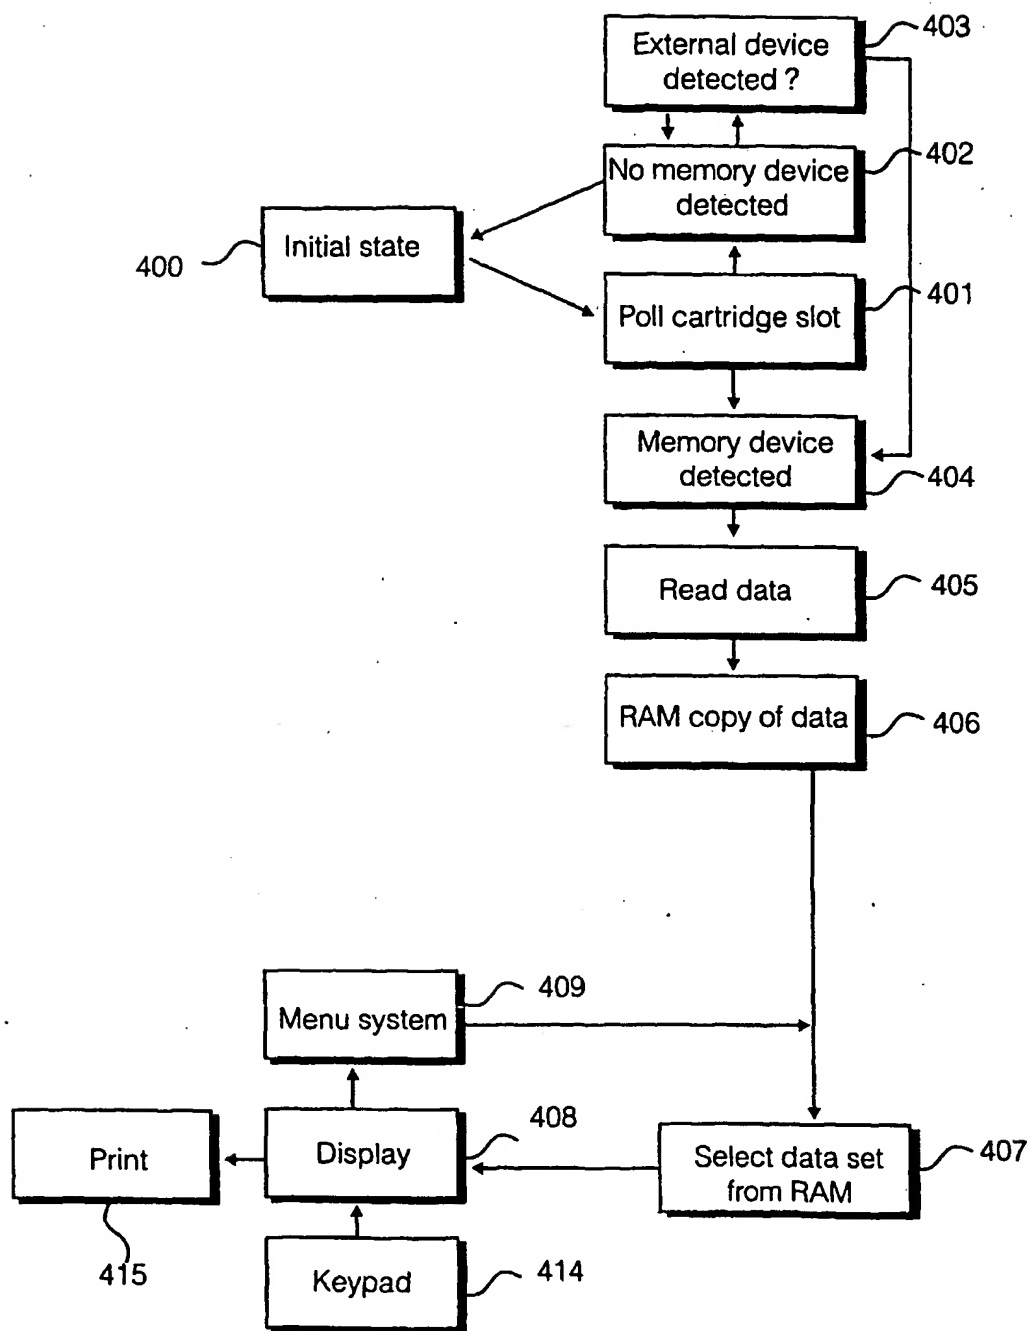 403
External device
detected ?
402
No memory device
detected
400
Initial state
401
Poll cartridge slot
Memory device
detected
404
Read data
405
RAM copy of data
406
409
Menu system
408
Display
Print
415
Select data set
from RAM
407
Keypad
414